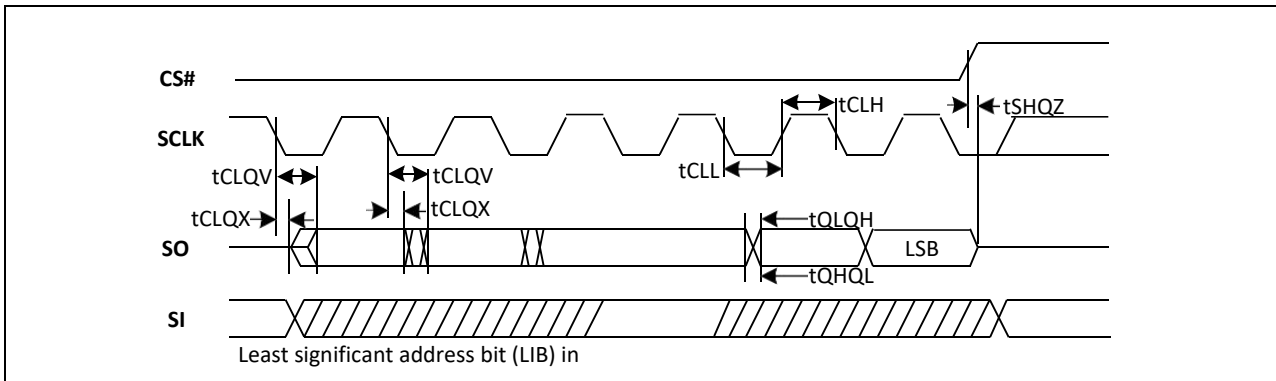 CS#
tCLH
tSHQZ
SCLK
tCLL
tCLQV
tCLQV
tCLQX
tCLQX
tQLQH
SO
LSB
tQHQL
SI
Least significant address bit (LIB) in